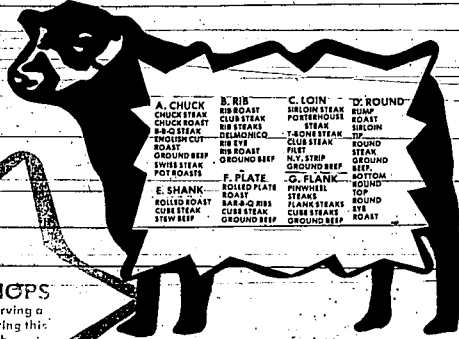 A. CHUCK
CHUCK STEAK
CHUCK ROAST
B-B-Q STEAK
ENGLISH CUT
ROAST
GROUND BEEF
SWISS STEAK
POT ROASTS
B. RIB
RIB ROAST
CLUB STEAK
RIB STEAKS
DELMONICO
RIB EYE
RIB ROAST
GROUND BEEF
C. LOIN
SIRLOIN STEAK
PORTERHOUSE
STEAK
T-BONE STEAK
CLUB STEAK
FILET
N.Y. STRIP
GROUND BEEF
D. ROUND
RUMP
ROAST
SIRLOIN
TIP
ROUND
STEAK
GROUND
BEEF.
BOTTOM
ROUND
TOP
ROUND
EYE
ROAST
E. SHANK
ROLLED ROAST
CUBE STEAK
STEW BEEF
F. PLATE
ROLLED PLATE
ROAST
BAR-B-Q RIBS
CUBE STEAK
GROUND BEEF
G. FLANK
PINWHEEL
STEAKS
FLANK STEAKS
CUBE STEAKS
GROUND BEEF
HOPS
rving a
ring this